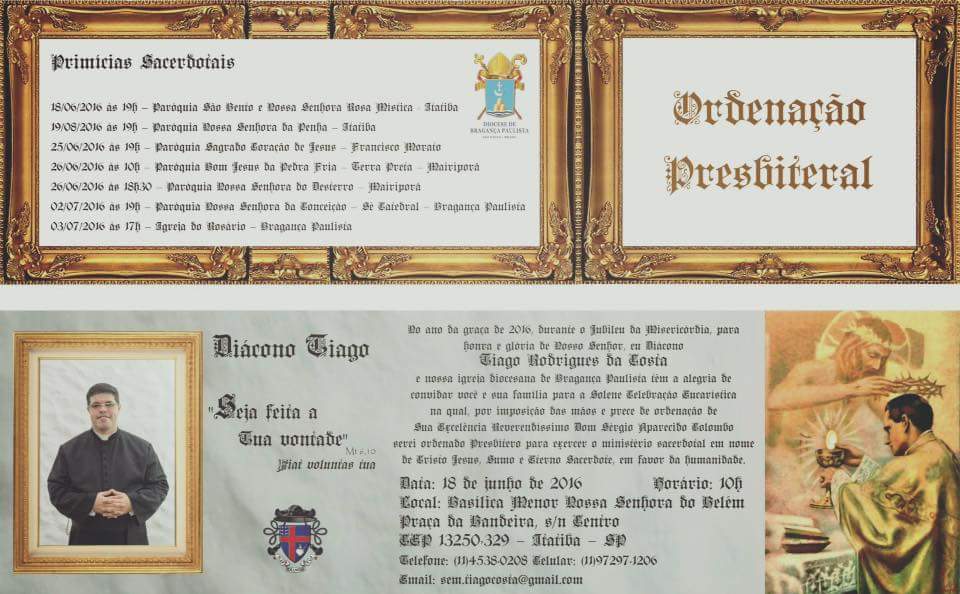 Primícias Sacerdotais
18/06/2016 às 19h – Paróquia São Bento e Nossa Senhora Rosa Mística - Itatiba
19/08/2016 às 19h – Paróquia Nossa Senhora da Penha – Itatiba
25/06/2016 às 19h – Paróquia Sagrado Coração de Jesus – Francisco Morato
26/06/2016 às 10h – Paróquia Bom Jesus da Pedra Fria – Terra Preta – Mairiporã
26/06/2016 às 18h30 – Paróquia Nossa Senhora do Desterro – Mairiporã
02/07/2016 às 19h – Paróquia Nossa Senhora da Conceição – Sé Catedral – Bragança Paulista
03/07/2016 às 17h – Igreja do Rosário – Bragança Paulista
DIOCESE DE
BRAGANÇA PAULISTA
Ordenação
Presbiteral
Diácono Tiago
"Seja feita a
Tua vontade"
Mt 6,10
Fiat voluntas tua
No ano da graça de 2016, durante o Jubileu da Misericórdia, para
honra e glória de Nosso Senhor, eu Diácono
Tiago Rodrigues da Costa
e nossa igreja diocesana de Bragança Paulista têm a alegria de
convidar você e sua família para a Solene Celebração Eucarística
na qual, por imposição das mãos e prece de ordenação de
Sua Excelência Reverendíssimo Dom Sérgio Aparecido Colombo
serei ordenado Presbítero para exercer o ministério sacerdotal em nome
de Cristo Jesus, Sumo e Eterno Sacerdote, em favor da humanidade.
Data: 18 de junho de 2016 Horário: 10h
Local: Basílica Menor Nossa Senhora do Belém
Praça da Bandeira, s/n Centro
CEP 13250-329 – Itatiba – SP
Telefone: (11)4538-0208 Celular: (11)97297-1206
Email: sem.tiagocosta@gmail.com